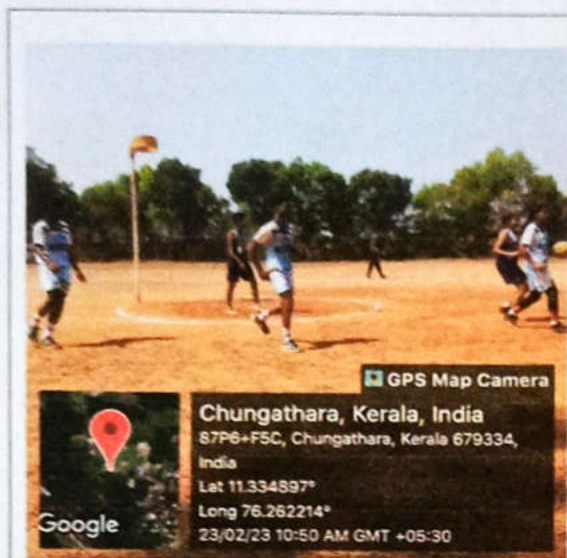 GPS Map Camera
Chungathara, Kerala, India
87P6+F5C, Chungathara, Kerala 679334,
India
Lat 11.334897°
Long 76.262214°
23/02/23 10:50 AM GMT +05:30
Google